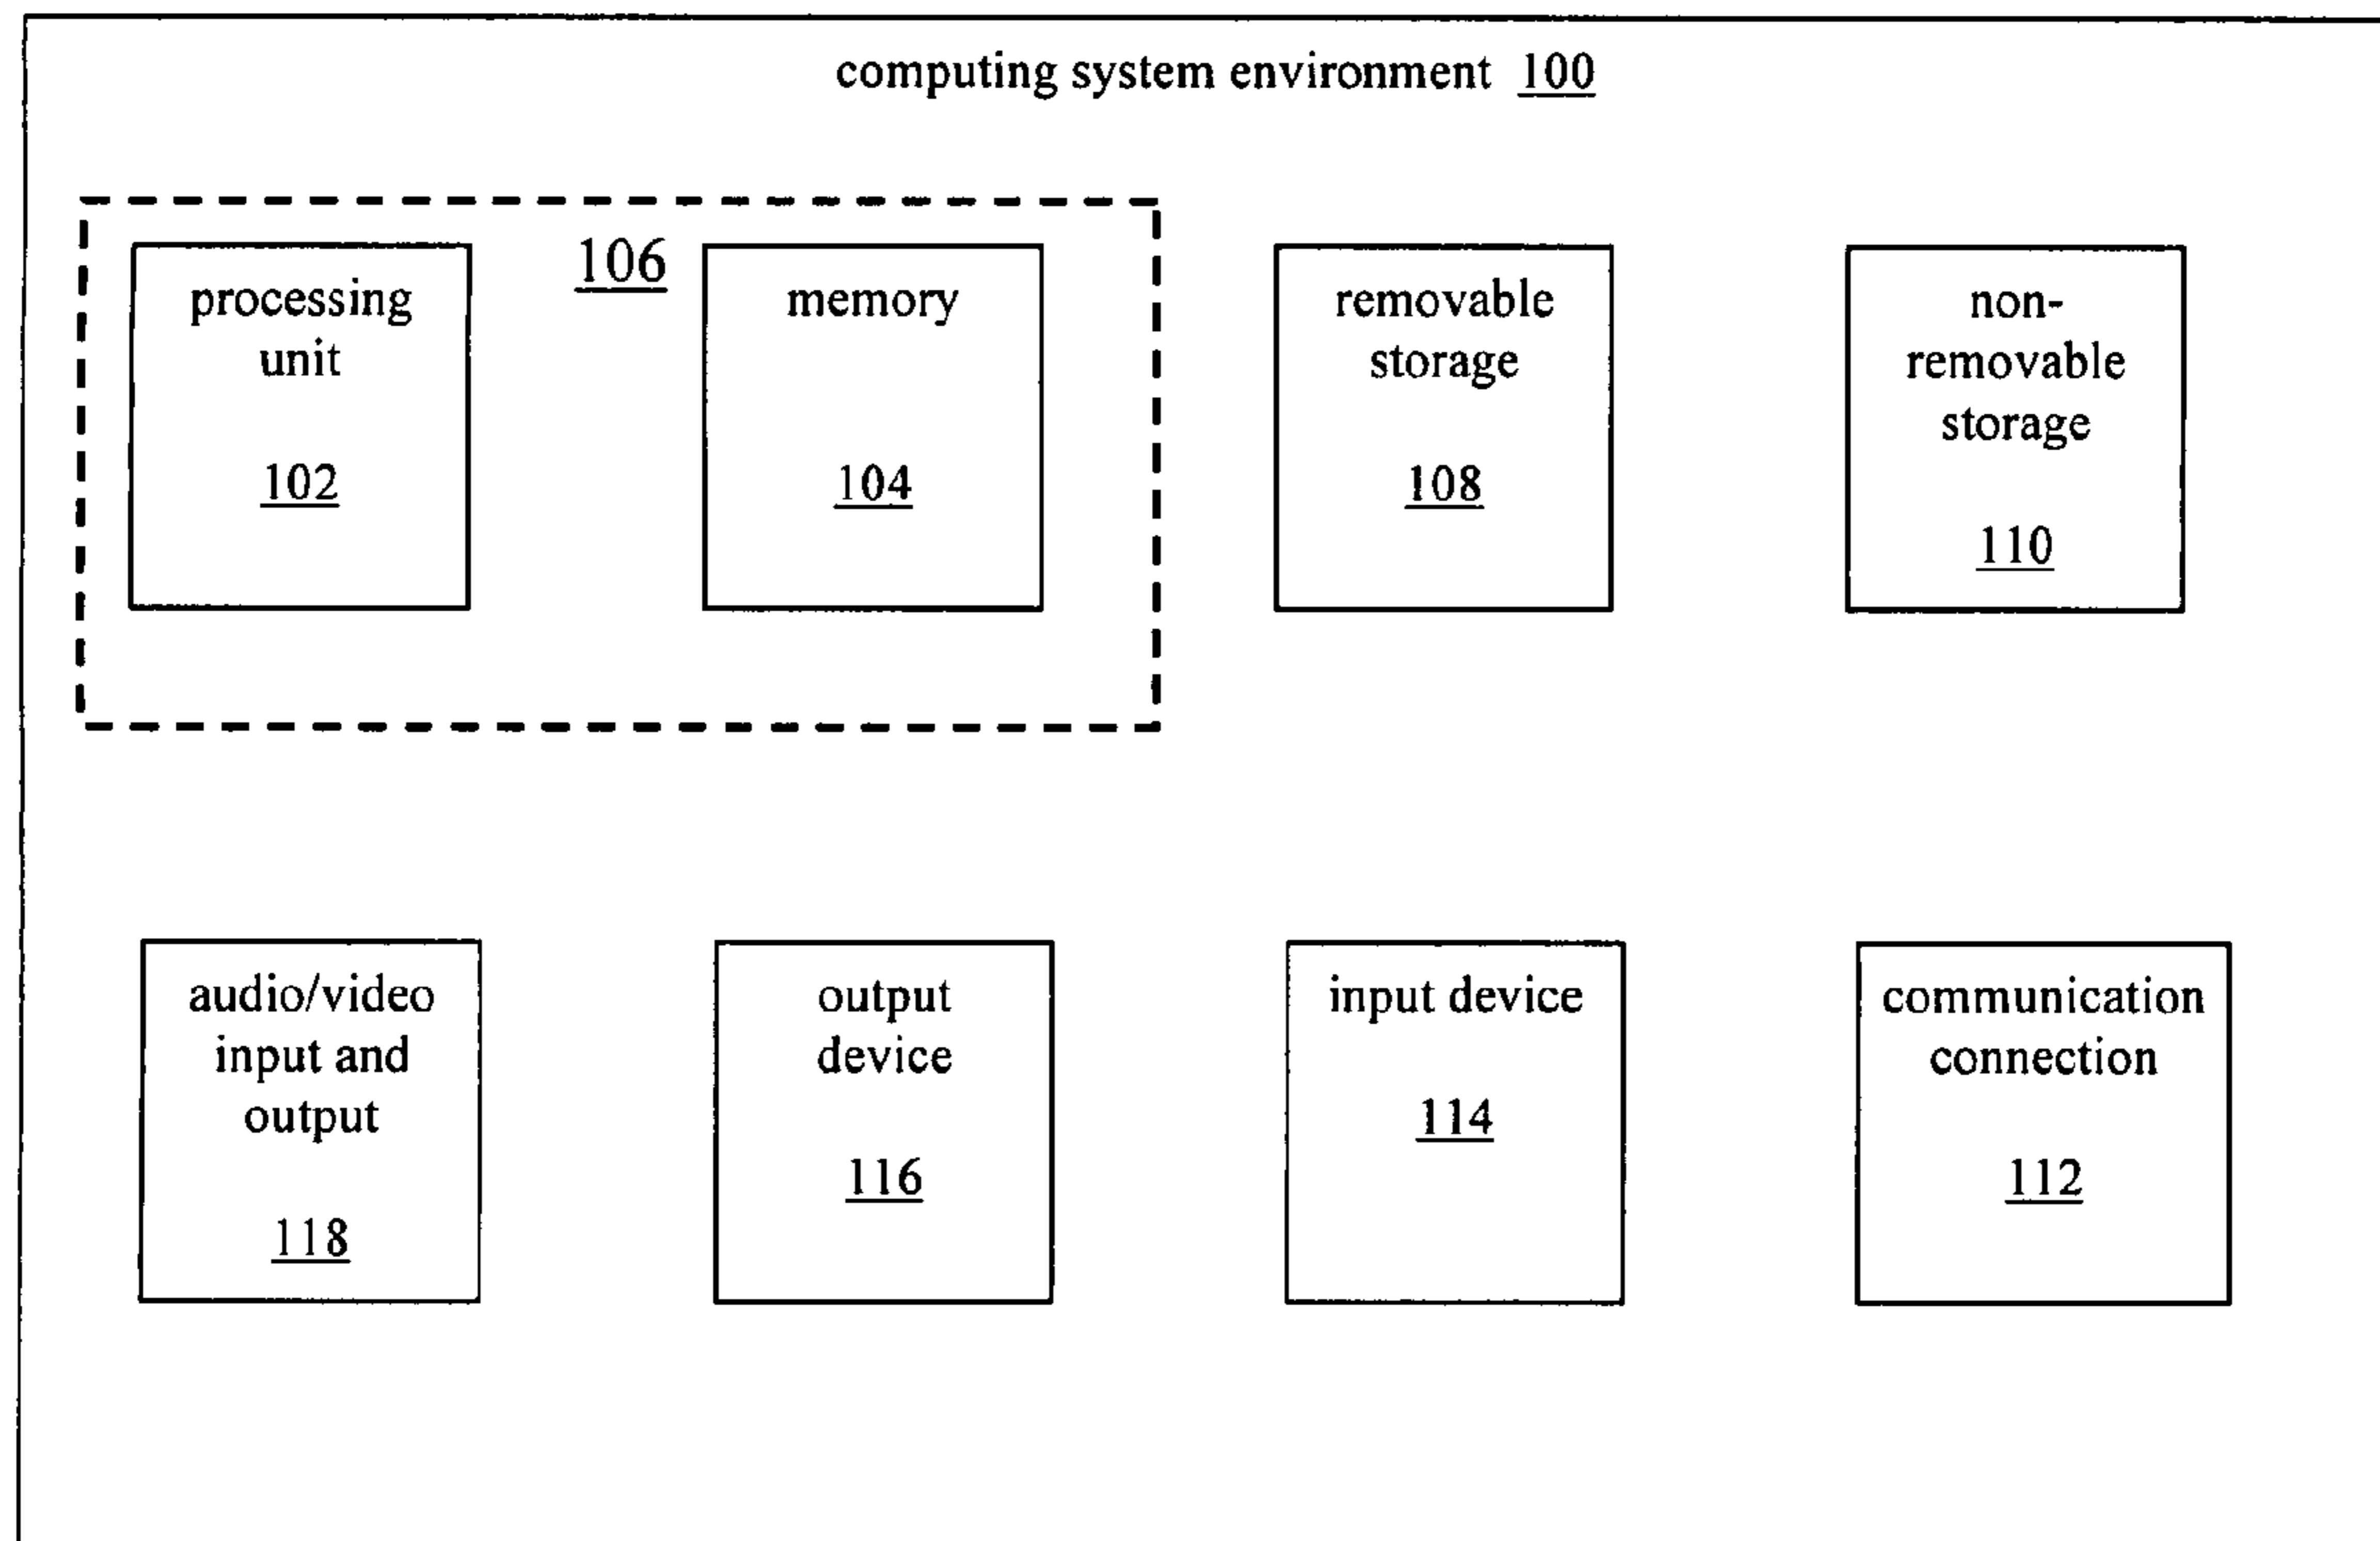 computing system environment 100
106
processing
unit
102
memory
104
removable
storage
108
non-
removable
storage
110
audio/video
input and
output
118
output
device
116
input device
114
communication
connection
112